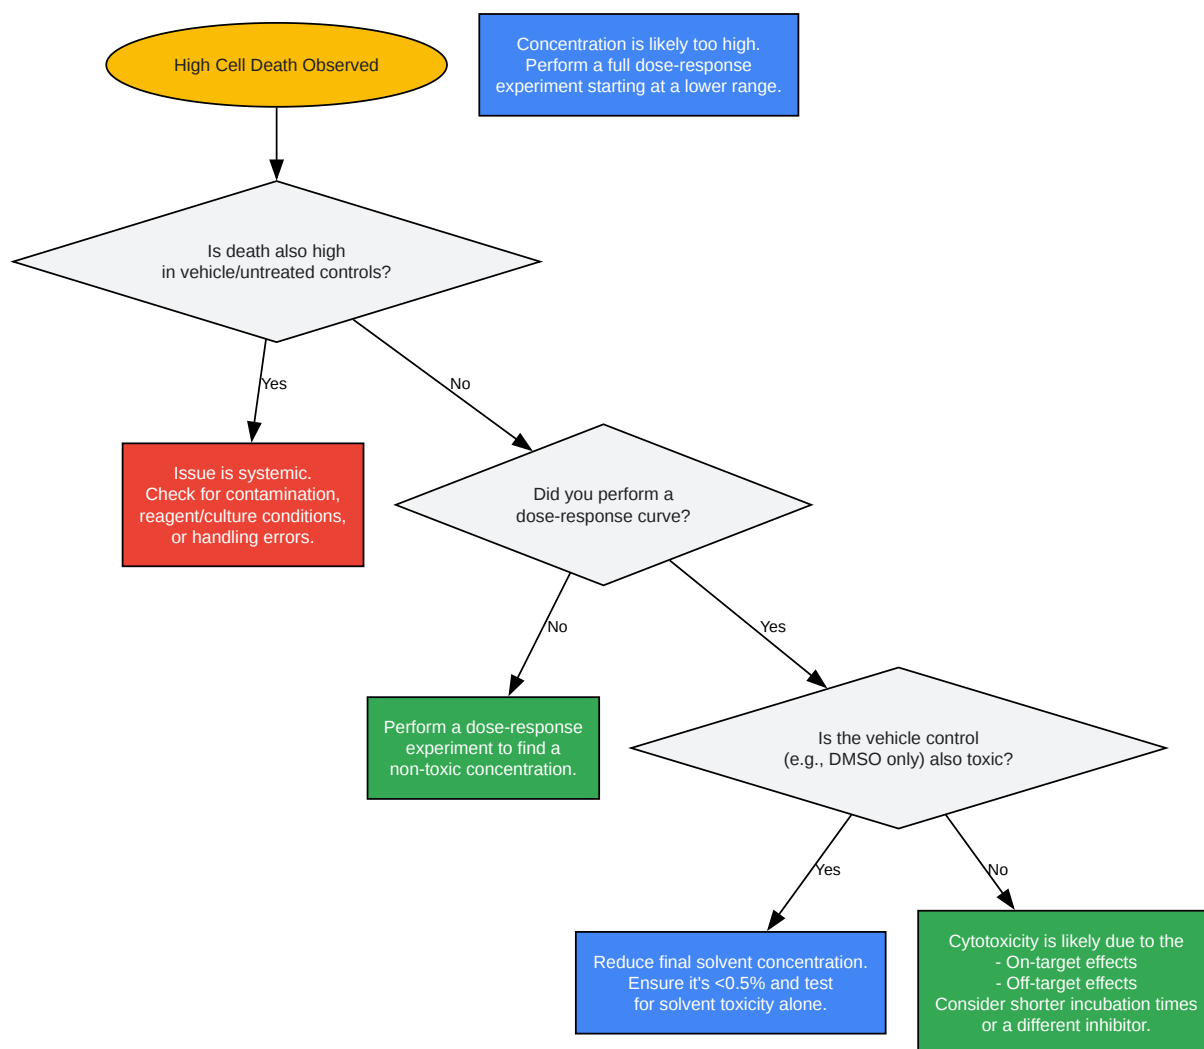 High Cell Death Observed
Concentration is likely too high.
Perform a full dose-response
experiment starting at a lower range.
Is death also high
in vehicle/untreated controls?
Yes
No
Issue is systemic.
Check for contamination,
reagent/culture conditions,
or handling errors.
Did you perform a
dose-response curve?
No
Yes
Perform a dose-response
experiment to find a
non-toxic concentration.
Is the vehicle control
(e.g., DMSO only) also toxic?
Yes
No
Reduce final solvent concentration.
Ensure it's <0.5% and test
for solvent toxicity alone.
Cytotoxicity is likely due to the
- On-target effects
- Off-target effects
Consider shorter incubation times
or a different inhibitor.